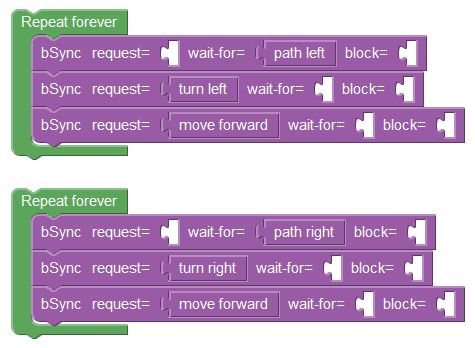 Repeat forever
bSync request= wait-for= path left block=
bSync request= turn left wait-for= block=
bSync request= move forward wait-for= block=
Repeat forever
bSync request= wait-for= path right block=
bSync request= turn right wait-for= block=
bSync request= move forward wait-for= block=